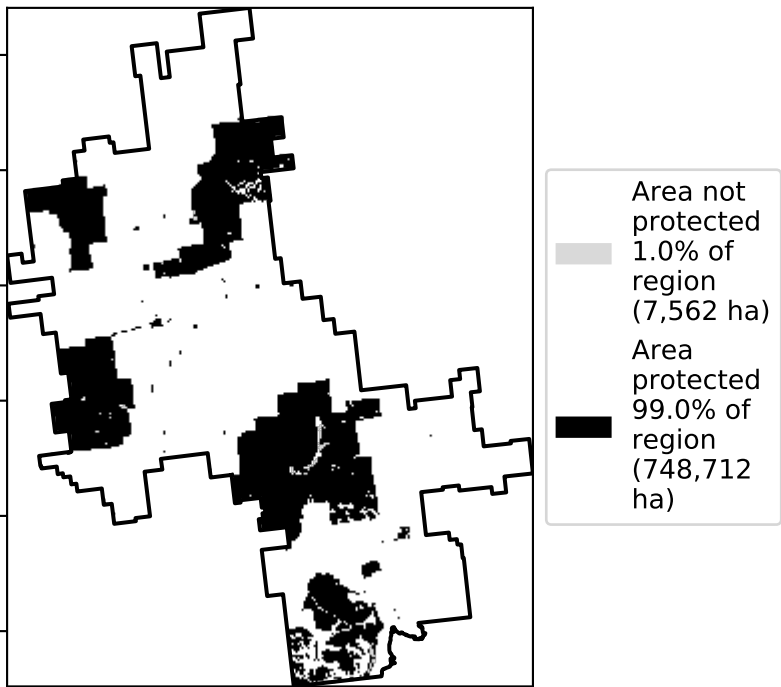 Area not
protected
1.0% of
region
(7,562 ha)
Area
protected
99.0% of
region
(748,712
ha)